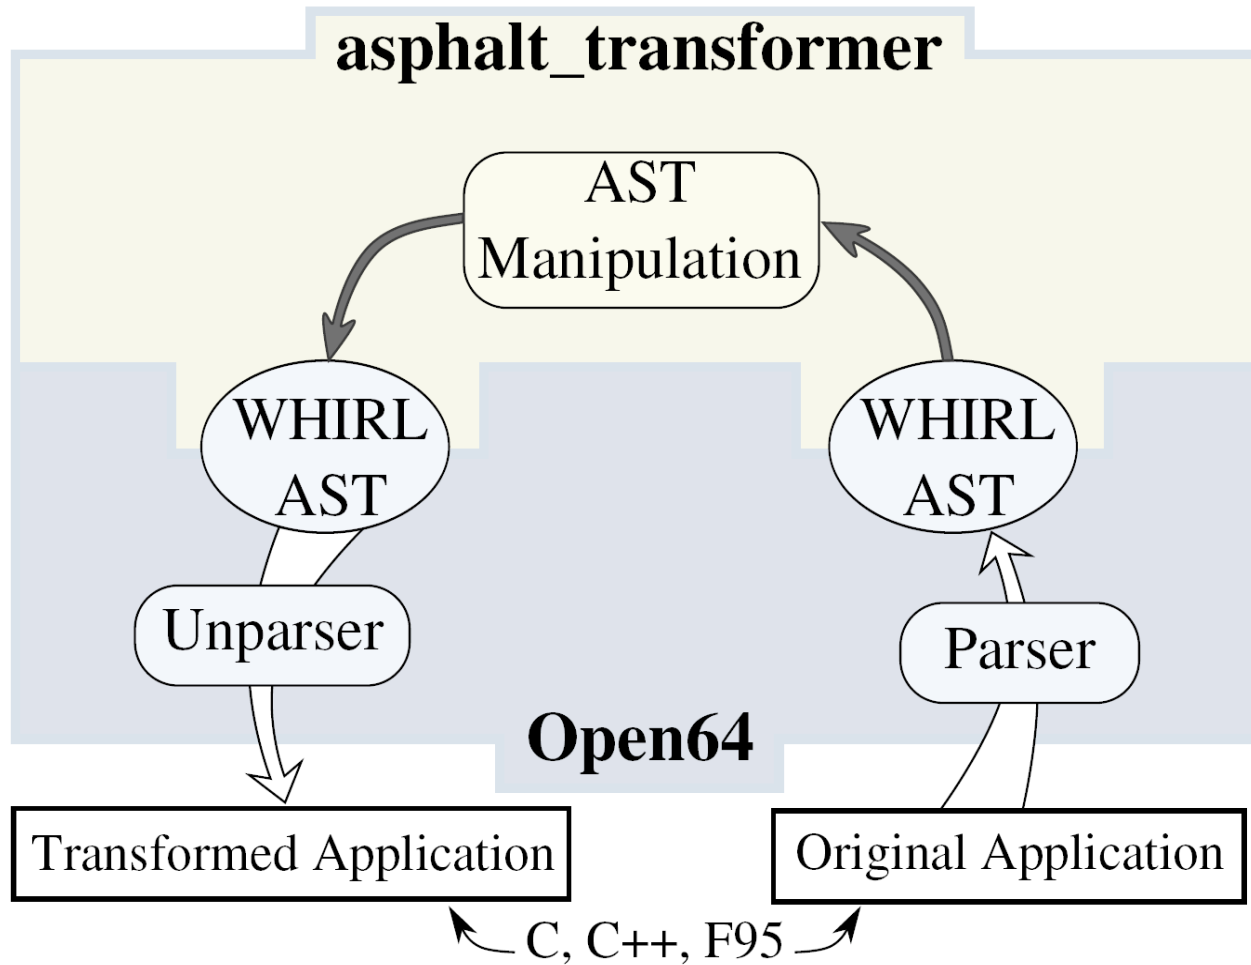 asphalt_transformer
AST
Manipulation
WHIRL
AST
WHIRL
AST
Unparser
Parser
Open64
Transformed Application
Original Application
C, C++, F95